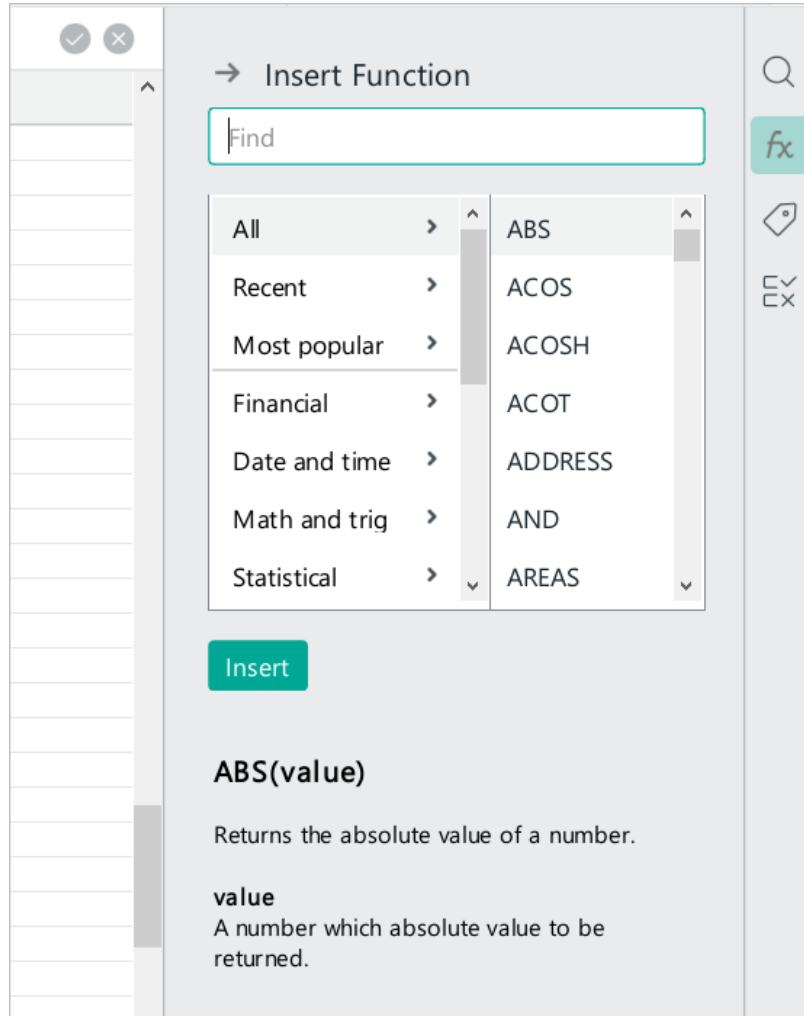 Insert Function
Find
All
Recent
Most popular
Financial
Date and time
Math and trig
Statistical
ABS
ACOS
ACOSH
ACOT
ADDRESS
AND
AREAS
Insert
ABS(value)
Returns the absolute value of a number.
value
A number which absolute value to be
returned.
fx